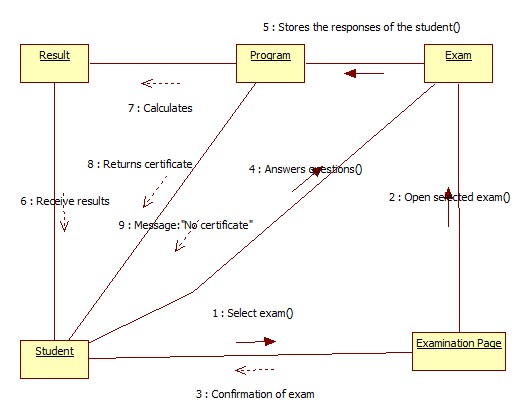 5 : Stores the responses of the student()
Result
Program
Exam
7 : Calculates
8 : Returns certificate
4 : Answers questions()
6 : Receive results
2 : Open selected exam()
9 : Message:"No certificate"
1 : Select exam()
Student
Examination Page
3 : Confirmation of exam